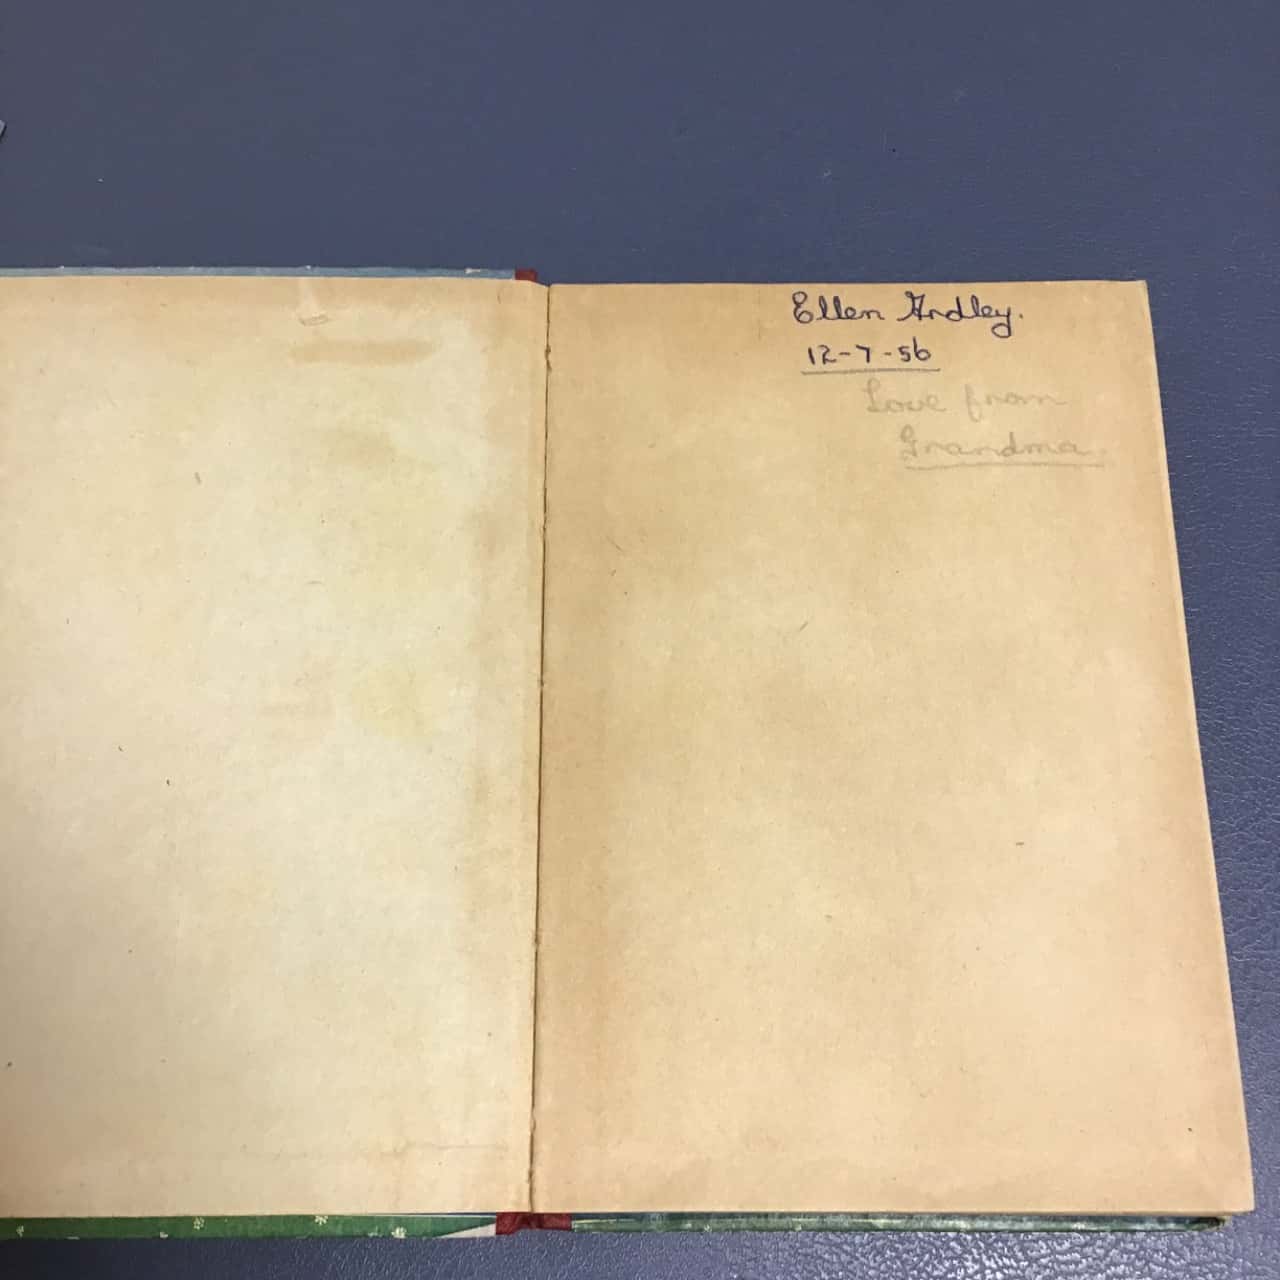 Ellen Ardley.
12-7-56
Love from
Grandma.